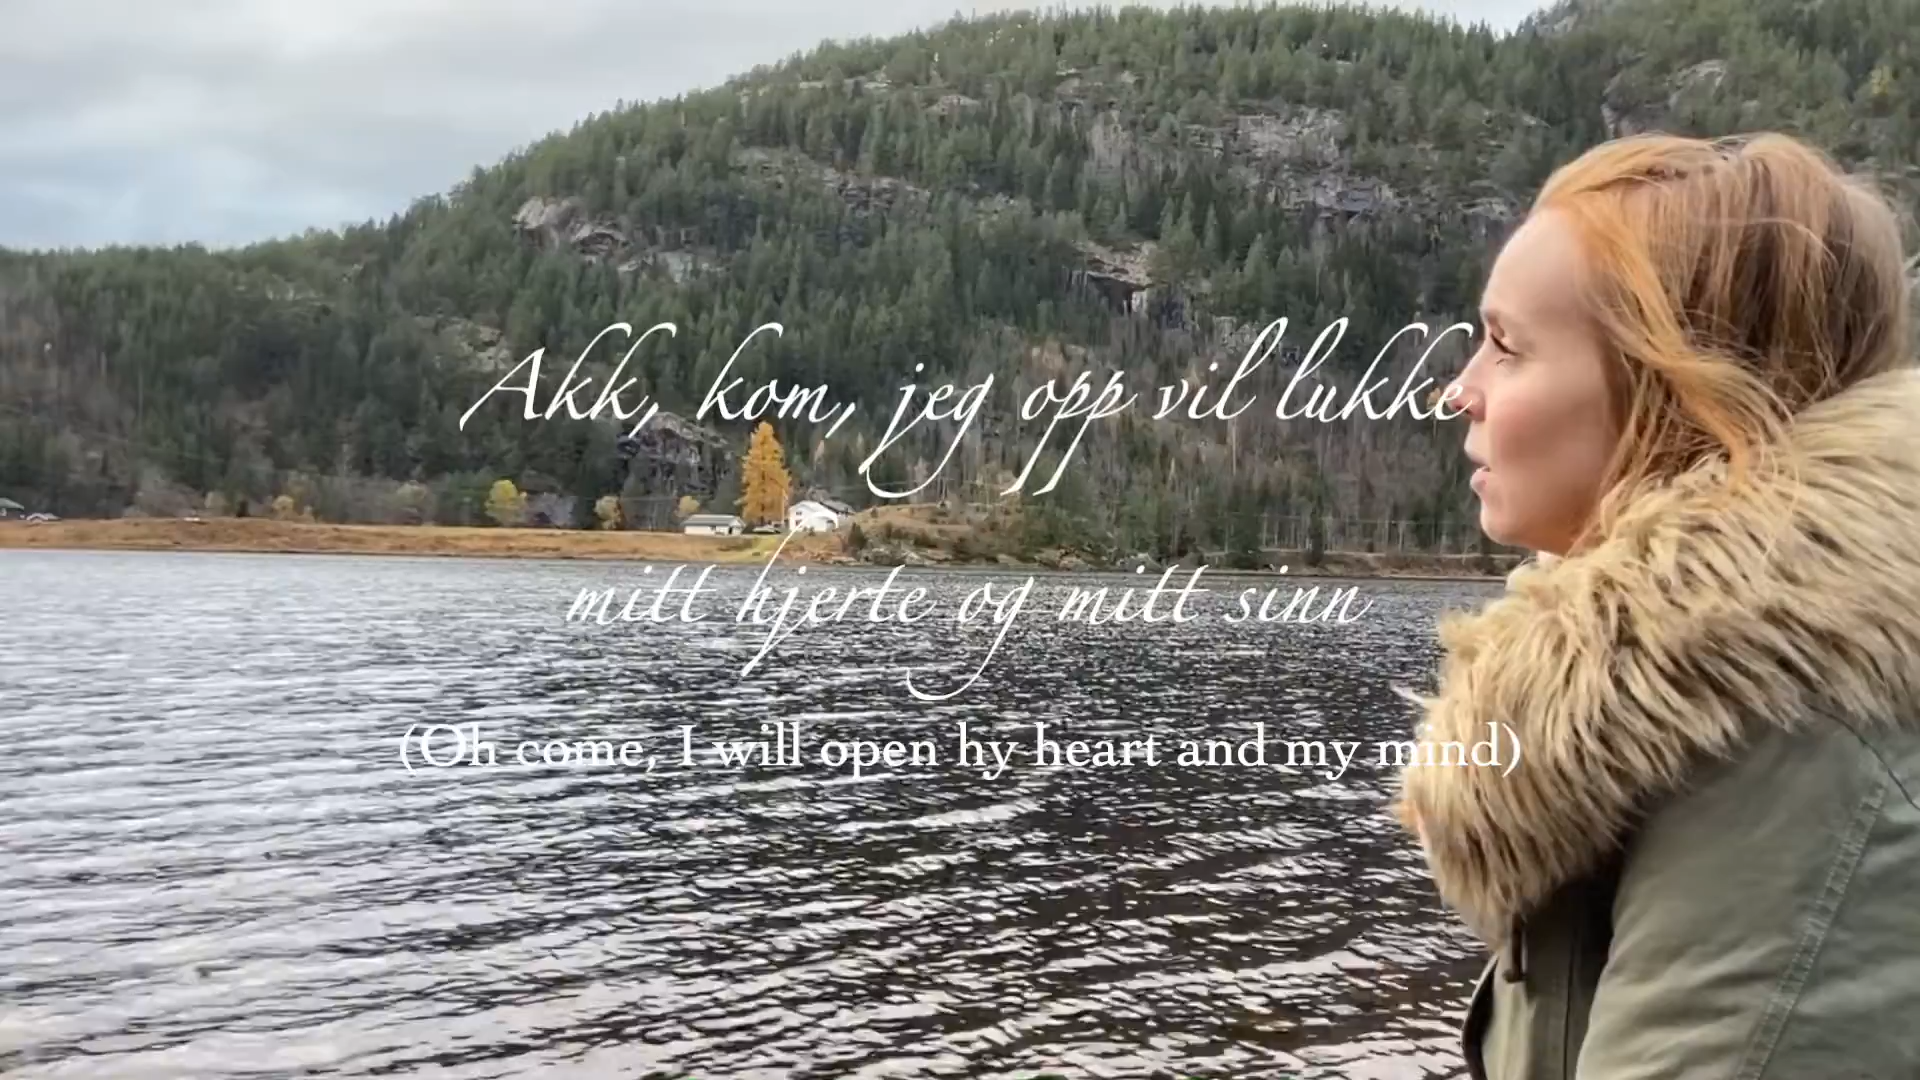 Akk, kom, jeg opp vil lukke
mitt hjerte og mitt sinn
(Oh come, I will open hy heart and my mind)